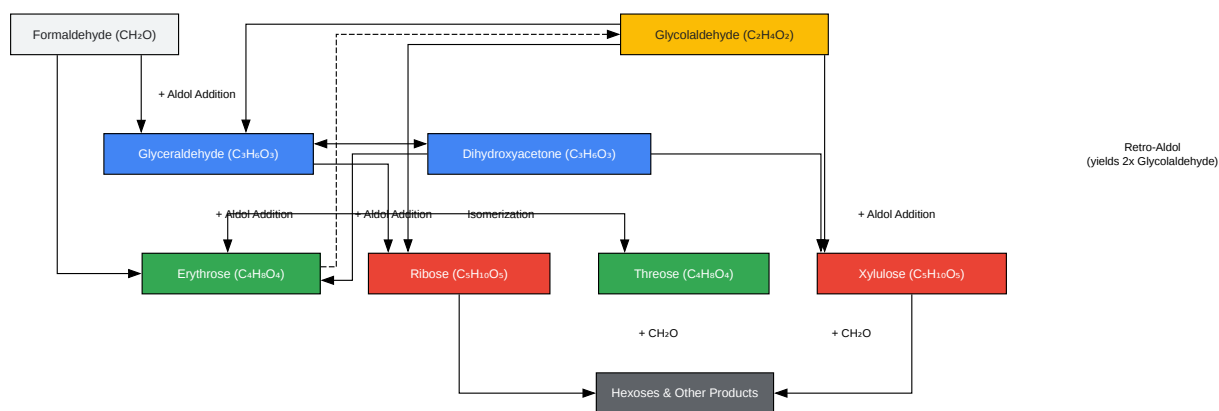 Formaldehyde (CH₂O)
Glycolaldehyde (C₂H₄O₂)
+ Aldol Addition
Glyceraldehyde (C₃H₆O₃)
Dihydroxyacetone (C₃H₆O₃)
Retro-Aldol
(yields 2x Glycolaldehyde)
+ Aldol Addition
+ Aldol Addition
Isomerization
+ Aldol Addition
Erythrose (C₄H₈O₄)
Ribose (C₅H₁₀O₅)
Threose (C₄H₈O₄)
Xylulose (C₅H₁₀O₅)
+ CH₂O
+ CH₂O
Hexoses & Other Products